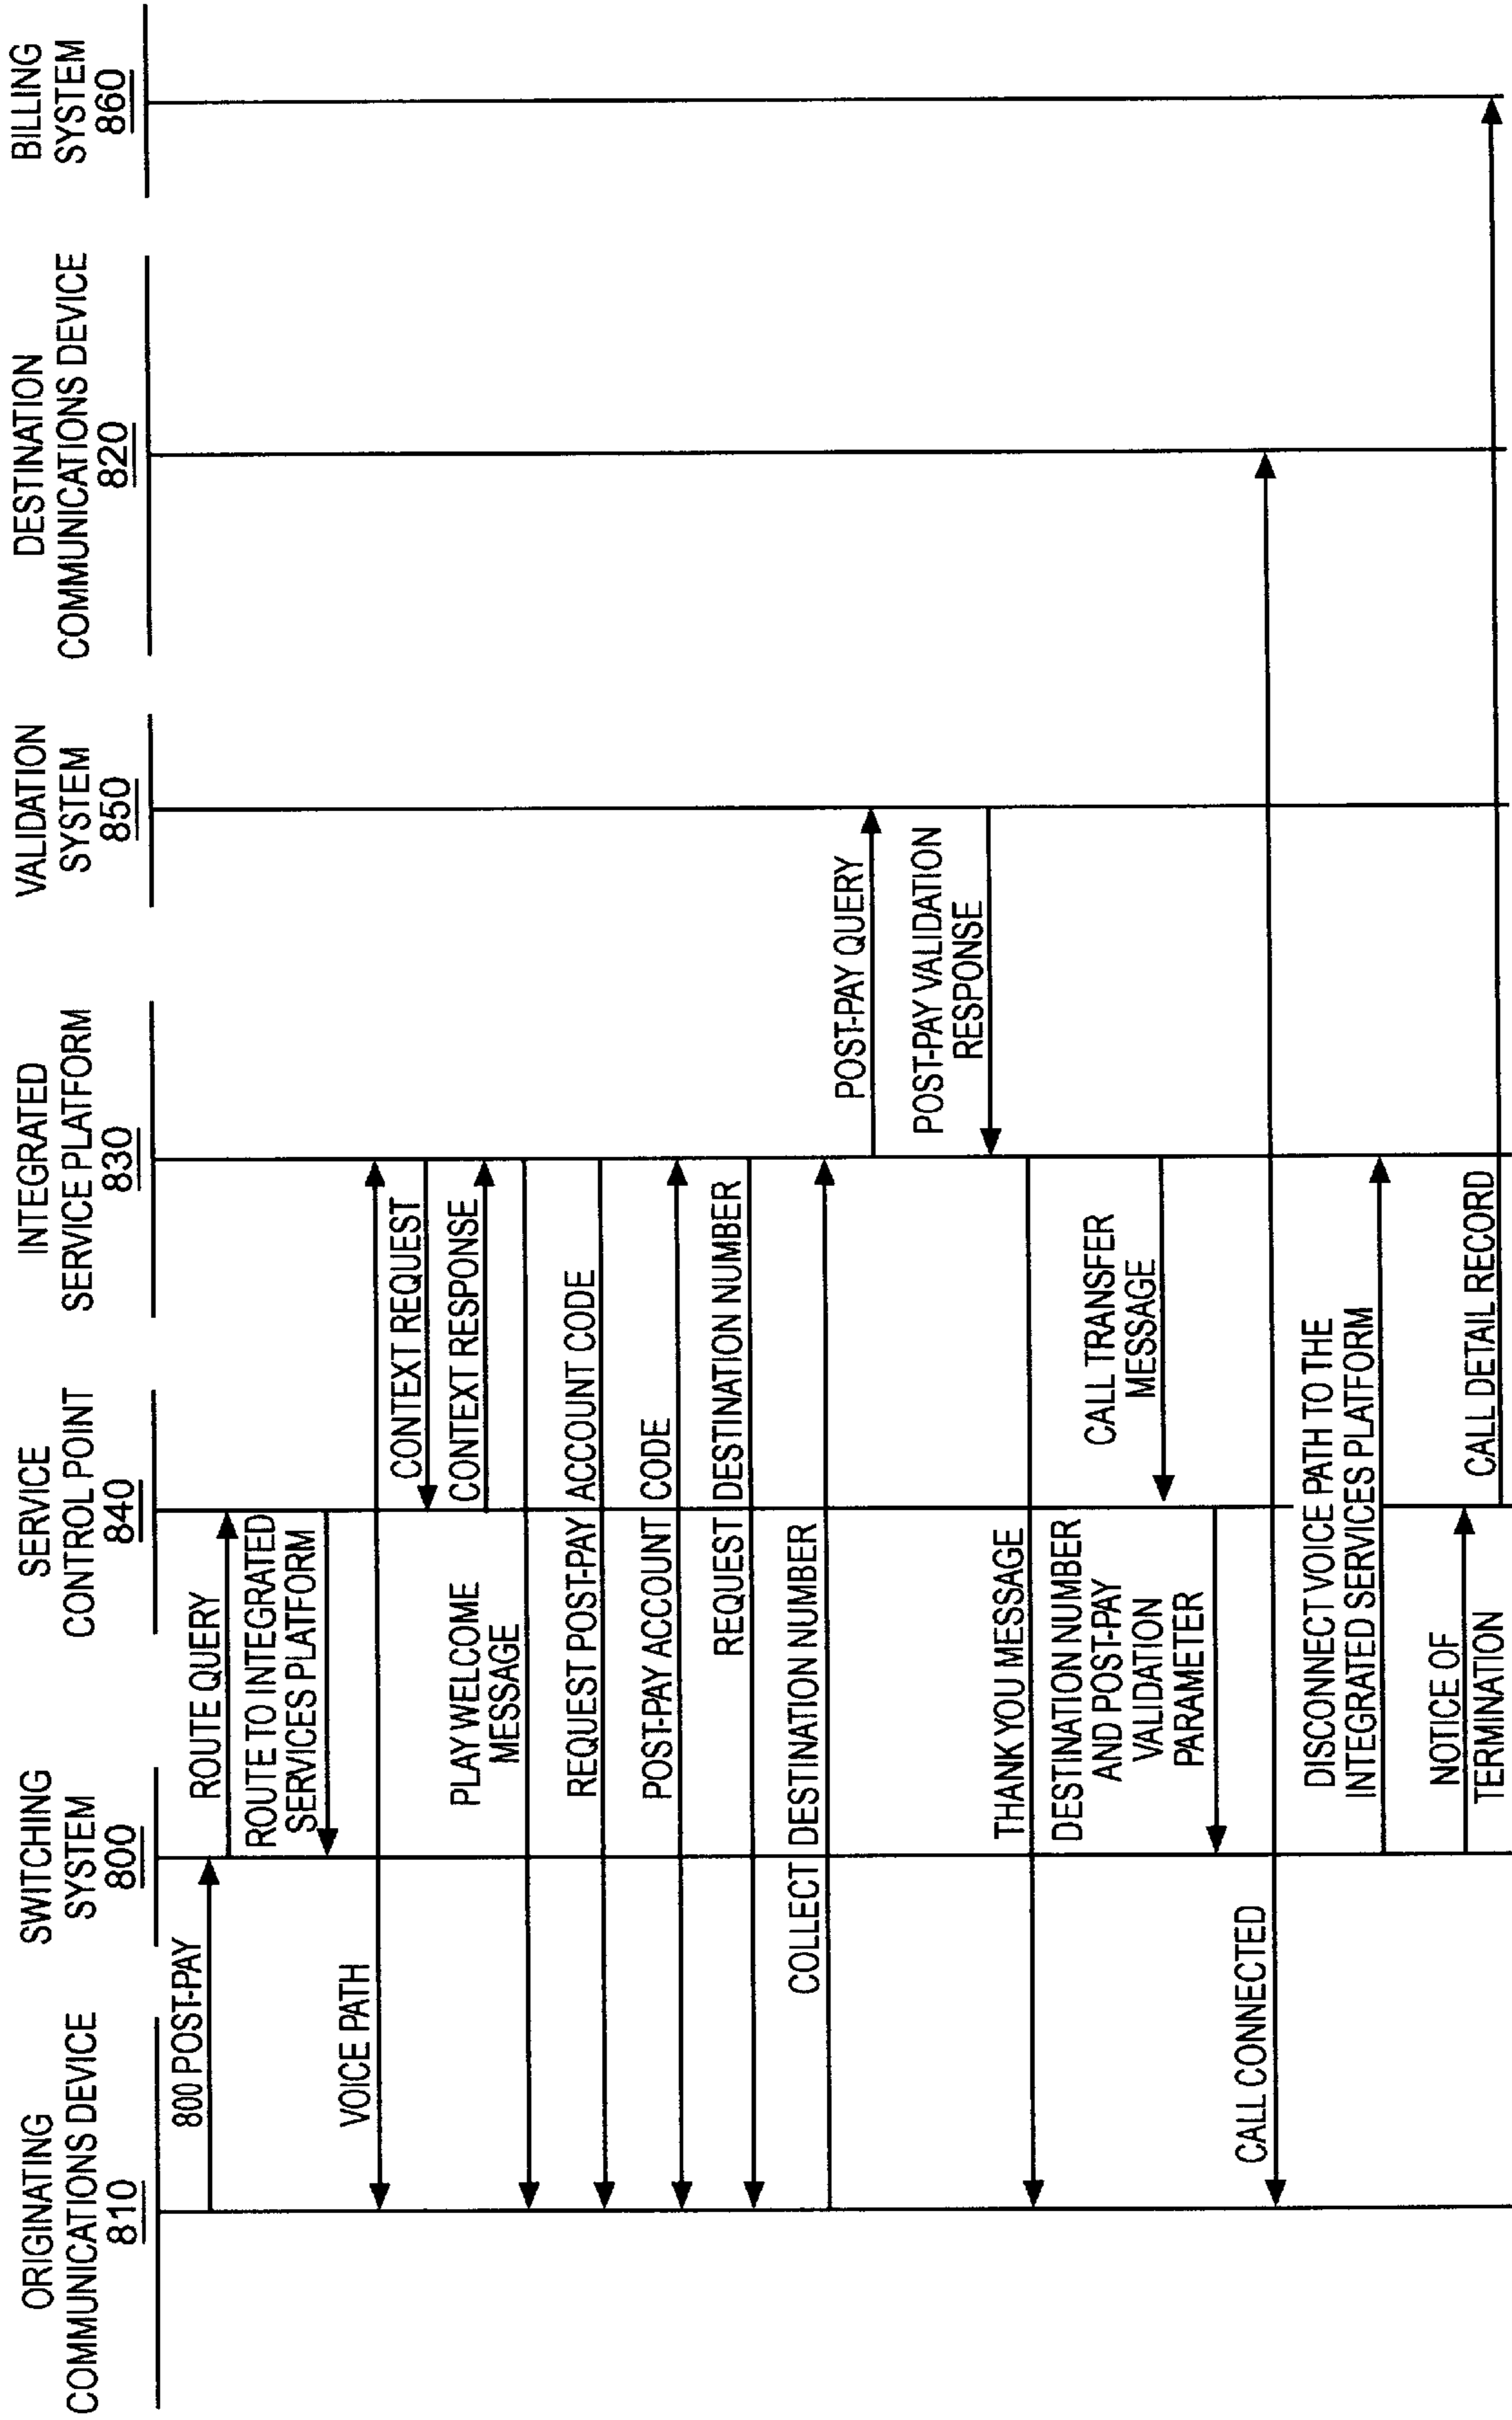 ORIGINATING
COMMUNICATIONS DEVICE
810
SWITCHING
SYSTEM
800
SERVICE
CONTROL POINT
840
INTEGRATED
SERVICE PLATFORM
830
VALIDATION
SYSTEM
850
DESTINATION
COMMUNICATIONS DEVICE
820
BILLING
SYSTEM
860
800 POST-PAY
ROUTE QUERY
ROUTE TO INTEGRATED
SERVICES PLATFORM
VOICE PATH
CONTEXT REQUEST
CONTEXT RESPONSE
PLAY WELCOME
MESSAGE
REQUEST POST-PAY ACCOUNT CODE
POST-PAY ACCOUNT CODE
REQUEST DESTINATION NUMBER
COLLECT DESTINATION NUMBER
POST-PAY QUERY
POST-PAY VALIDATION
RESPONSE
THANK YOU MESSAGE
CALL TRANSFER
MESSAGE
DESTINATION NUMBER
AND POST-PAY
VALIDATION
PARAMETER
CALL CONNECTED
DISCONNECT VOICE PATH TO THE
INTEGRATED SERVICES PLATFORM
NOTICE OF
TERMINATION
CALL DETAIL RECORD